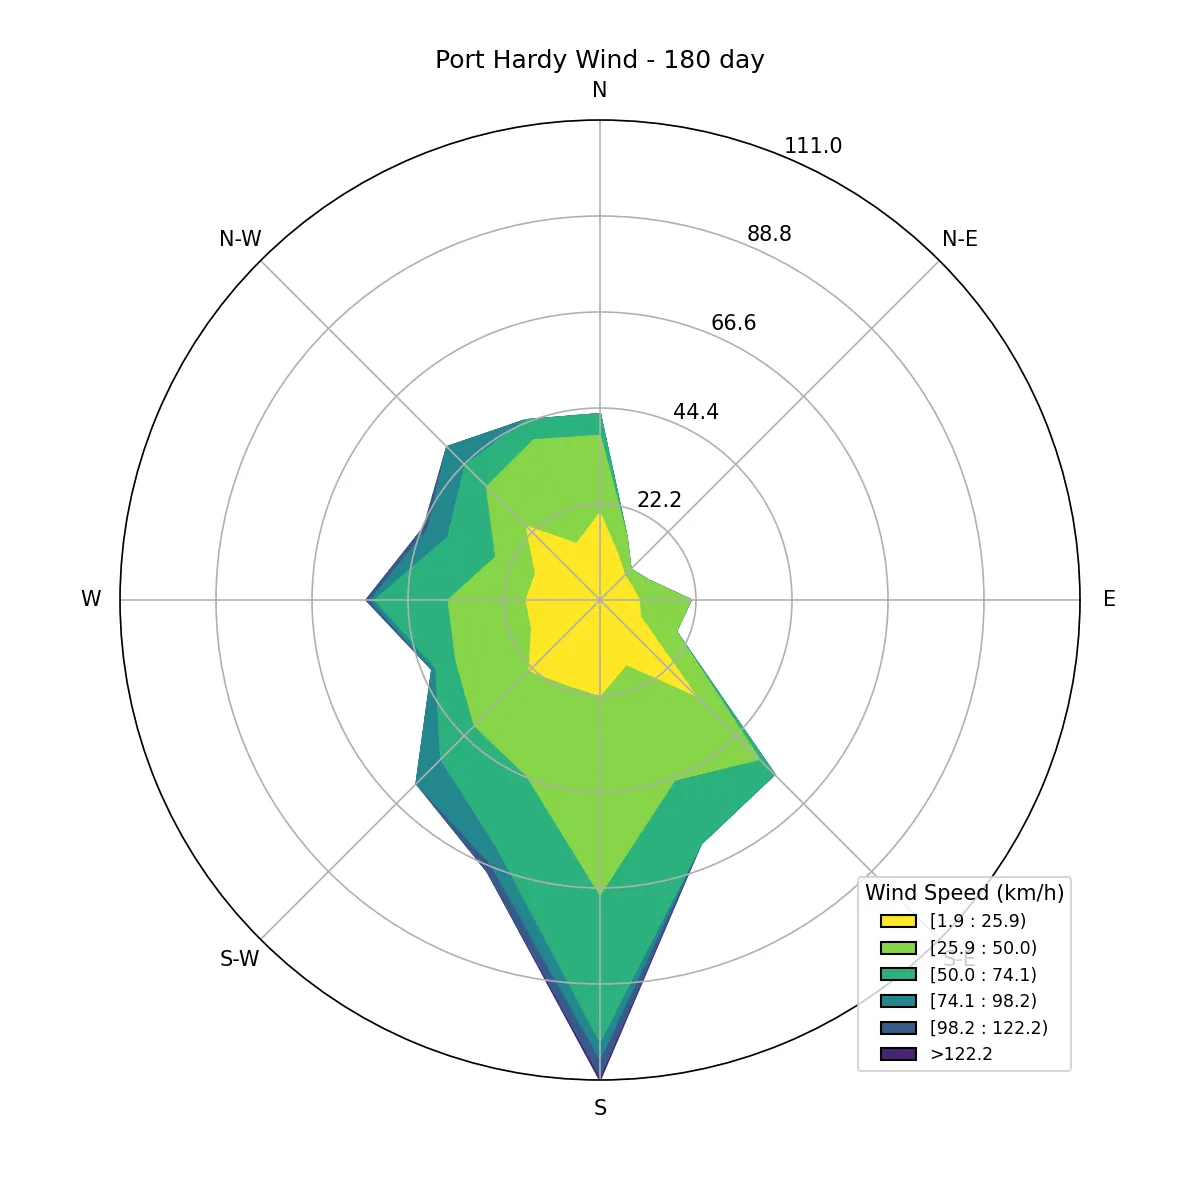 Port Hardy Wind - 180 day
N
111.0
N-W
88.8
N-E
66.6
44.4
22.2
W
E
S-W
S-E
S
Wind Speed (km/h)
[1.9 : 25.9)
[25.9 : 50.0)
[50.0 : 74.1)
[74.1 : 98.2)
[98.2 : 122.2)
>122.2